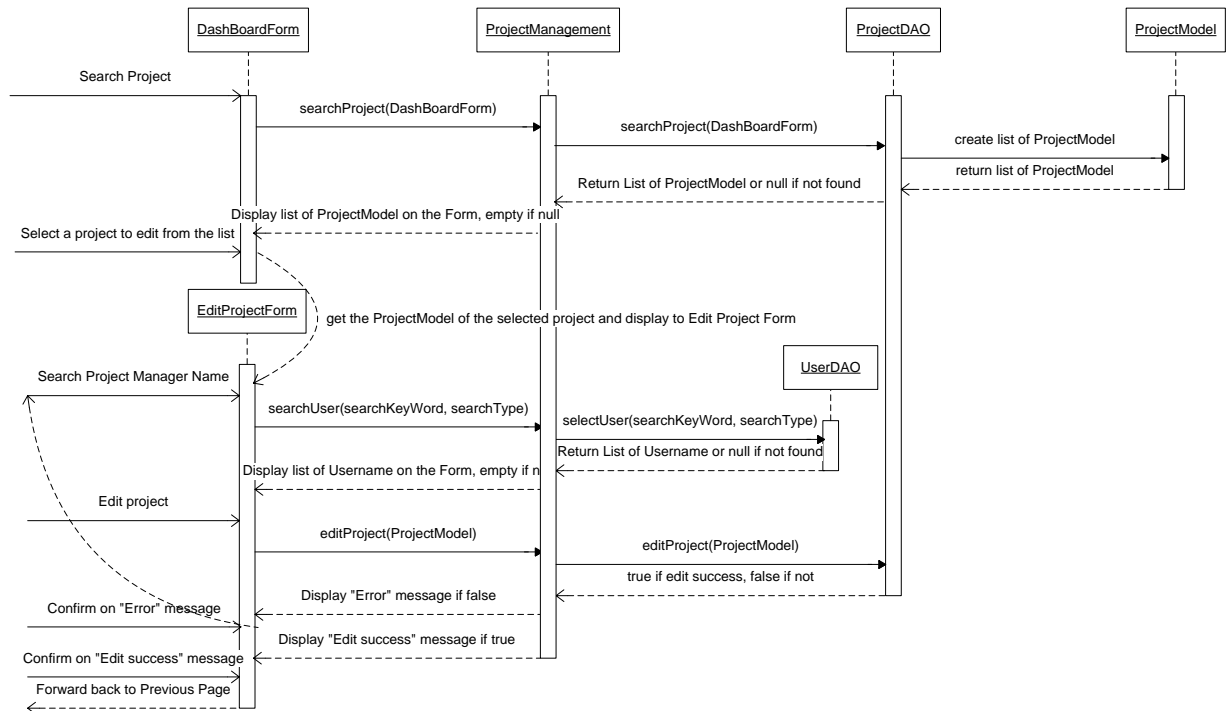 DashBoardForm
ProjectManagement
ProjectDAO
ProjectModel
Search Project
searchProject(DashBoardForm)
searchProject(DashBoardForm)
create list of ProjectModel
return list of ProjectModel
Return List of ProjectModel or null if not found
Display list of ProjectModel on the Form, empty if null
Select a project to edit from the list
EditProjectForm
get the ProjectModel of the selected project and display to Edit Project Form
UserDAO
Search Project Manager Name
searchUser(searchKeyWord, searchType)
selectUser(searchKeyWord, searchType)
Return List of Username or null if not found
Display list of Username on the Form, empty if n
Edit project
editProject(ProjectModel)
editProject(ProjectModel)
true if edit success, false if not
Display "Error" message if false
Confirm on "Error" message
Display "Edit success" message if true
Confirm on "Edit success" message
Forward back to Previous Page